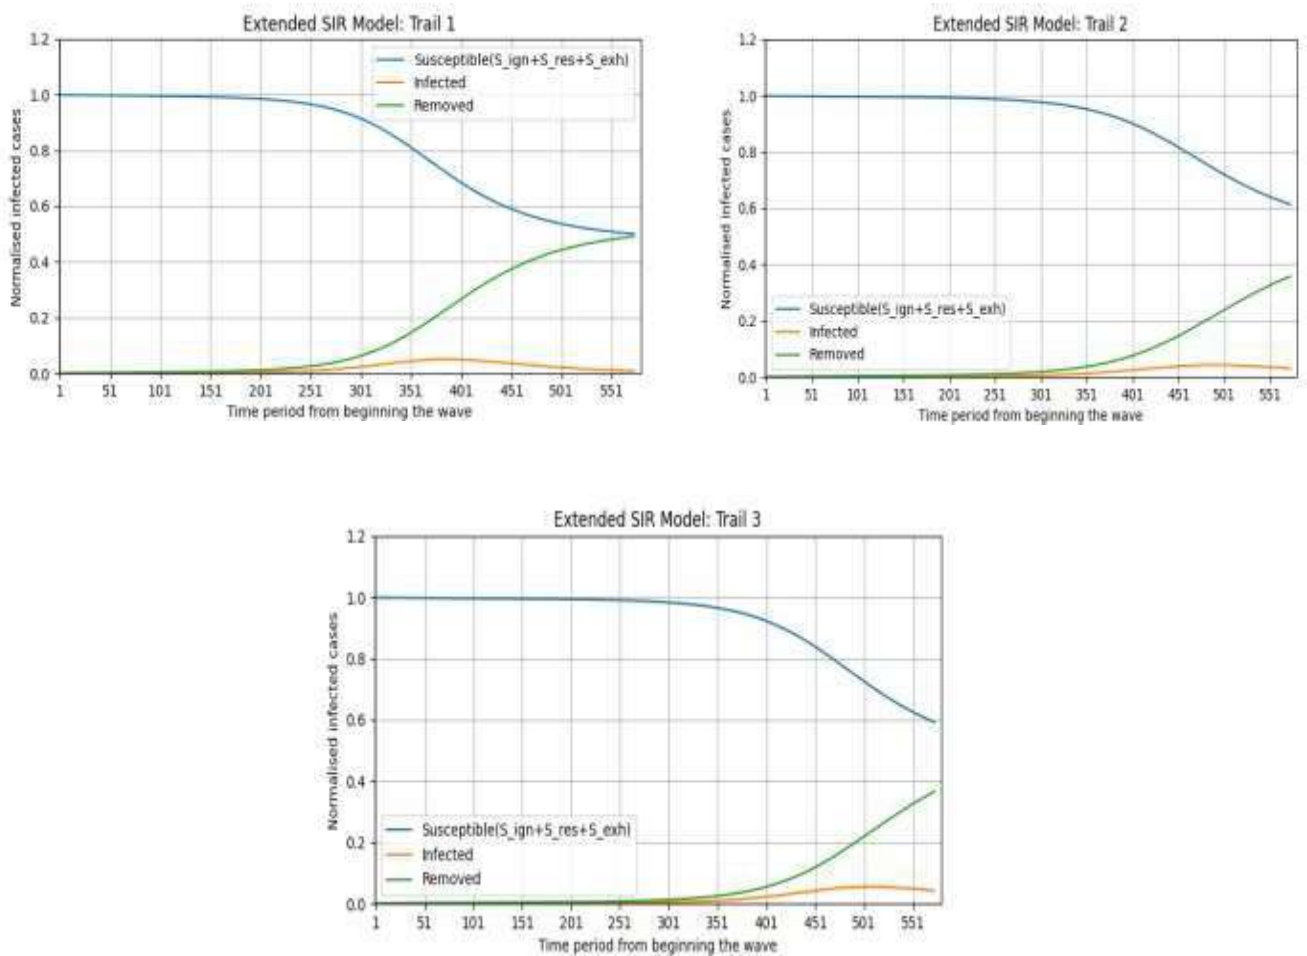 Extended SIR Model: Trail 1
1.2
1.0
0.8
0.6
0.4
0.2
0.0
Normalised infected cases
Susceptible(S_ign+S_res+S_exh)
Infected
Removed
1 51 101 151 201 251 301 351 401 451 501 551
Time period from beginning the wave
Extended SIR Model: Trail 2
1.2
1.0
0.8
0.6
0.4
0.2
0.0
Normalised infected cases
Susceptible(S_ign+S_res+S_exh)
Infected
Removed
1 51 101 151 201 251 301 351 401 451 501 551
Time period from beginning the wave
Extended SIR Model: Trail 3
1.2
1.0
0.8
0.6
0.4
0.2
0.0
Normalised infected cases
Susceptible(S_ign+S_res+S_exh)
Infected
Removed
1 51 101 151 201 251 301 351 401 451 501 551
Time period from beginning the wave